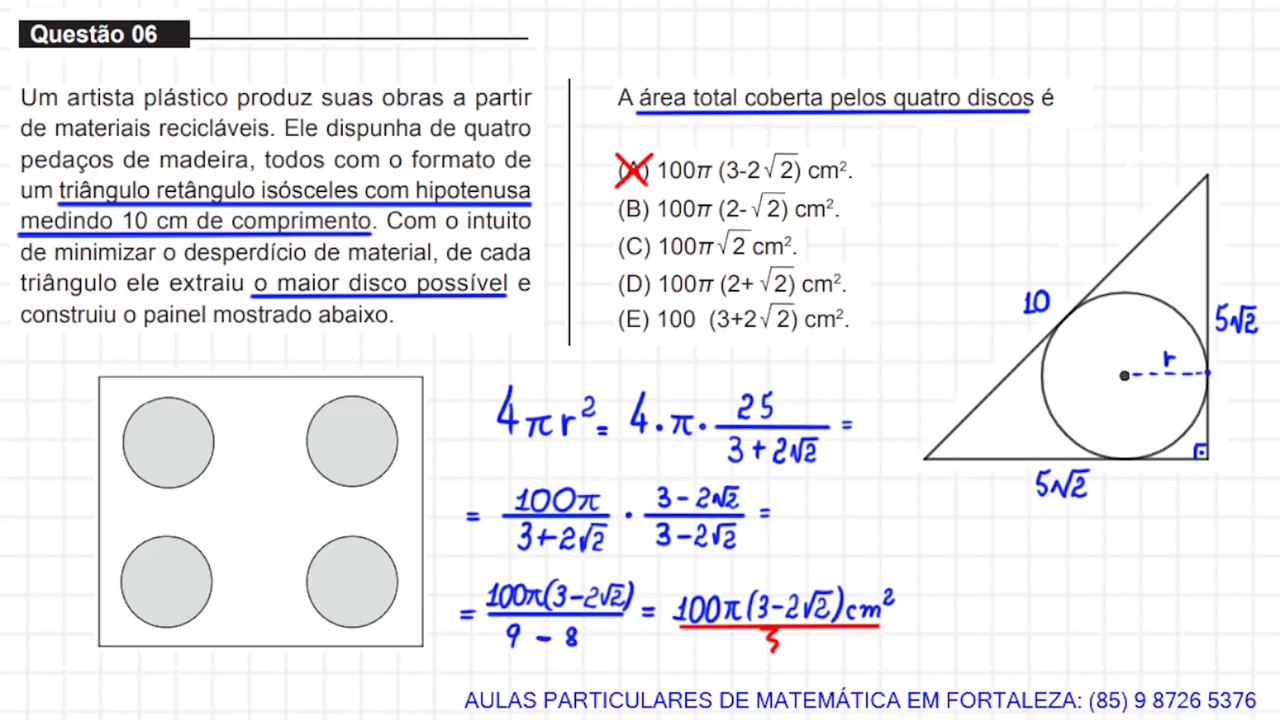 Questão 06
Um artista plástico produz suas obras a partir
de materiais recicláveis. Ele dispunha de quatro
pedaços de madeira, todos com o formato de
um triângulo retângulo isósceles com hipotenusa
medindo 10 cm de comprimento. Com o intuito
de minimizar o desperdício de material, de cada
triângulo ele extraiu o maior disco possível e
construiu o painel mostrado abaixo.
A área total coberta pelos quatro discos é
(A) 100π (3-2√2) cm².
(B) 100π (2-√2) cm².
(C) 100π√2 cm².
(D) 100π (2+ √2) cm².
(E) 100 (3+2√2) cm².
10
5√2
r
5√2
4πr² = 4·π· 25/(3+2√2) =
= 100π/(3+2√2) · (3-2√2)/(3-2√2) =
= 100π(3-2√2)/(9-8) = 100π(3-2√2)cm²
AULAS PARTICULARES DE MATEMÁTICA EM FORTALEZA: (85) 9 8726 5376